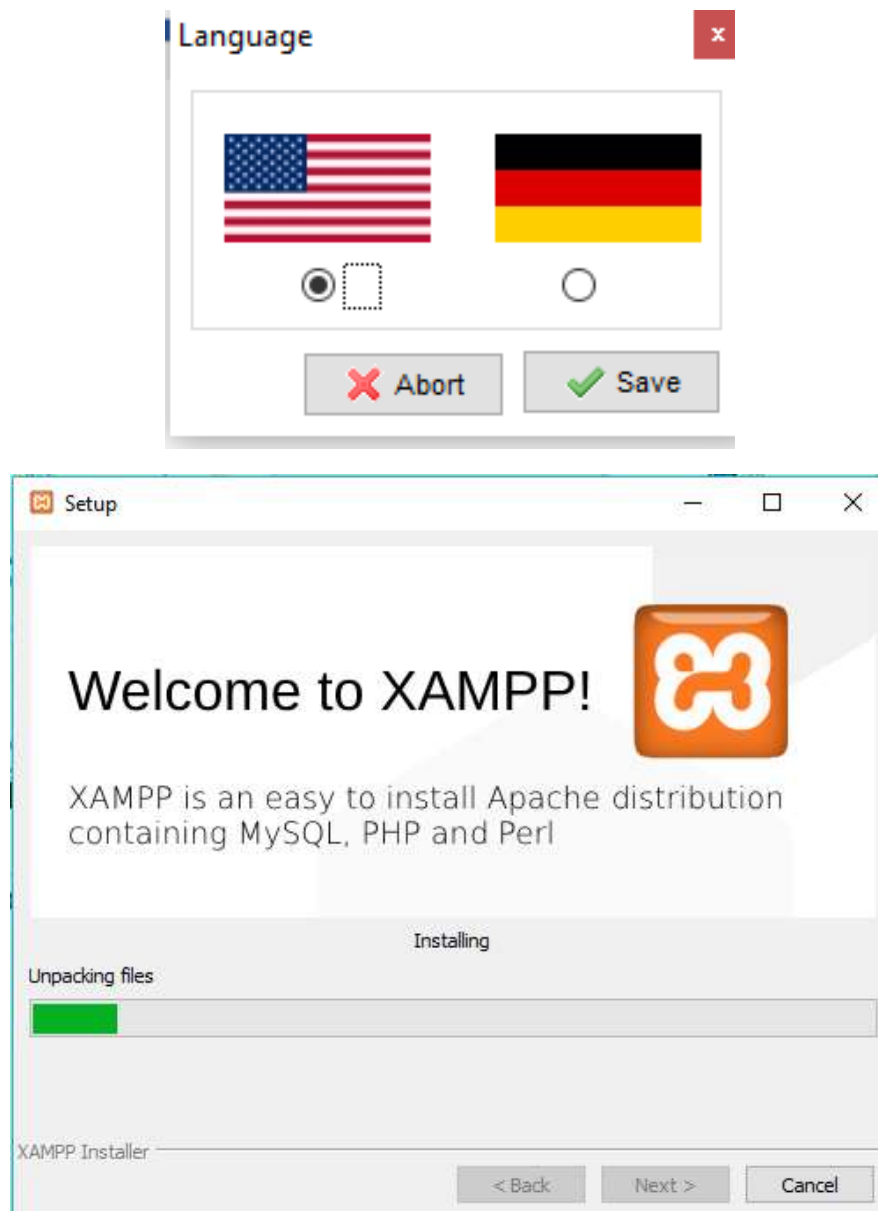 Language
x
Abort
Save
Setup
Welcome to XAMPP!
XAMPP is an easy to install Apache distribution
containing MySQL, PHP and Perl
Installing
Unpacking files
XAMPP Installer
< Back
Next >
Cancel